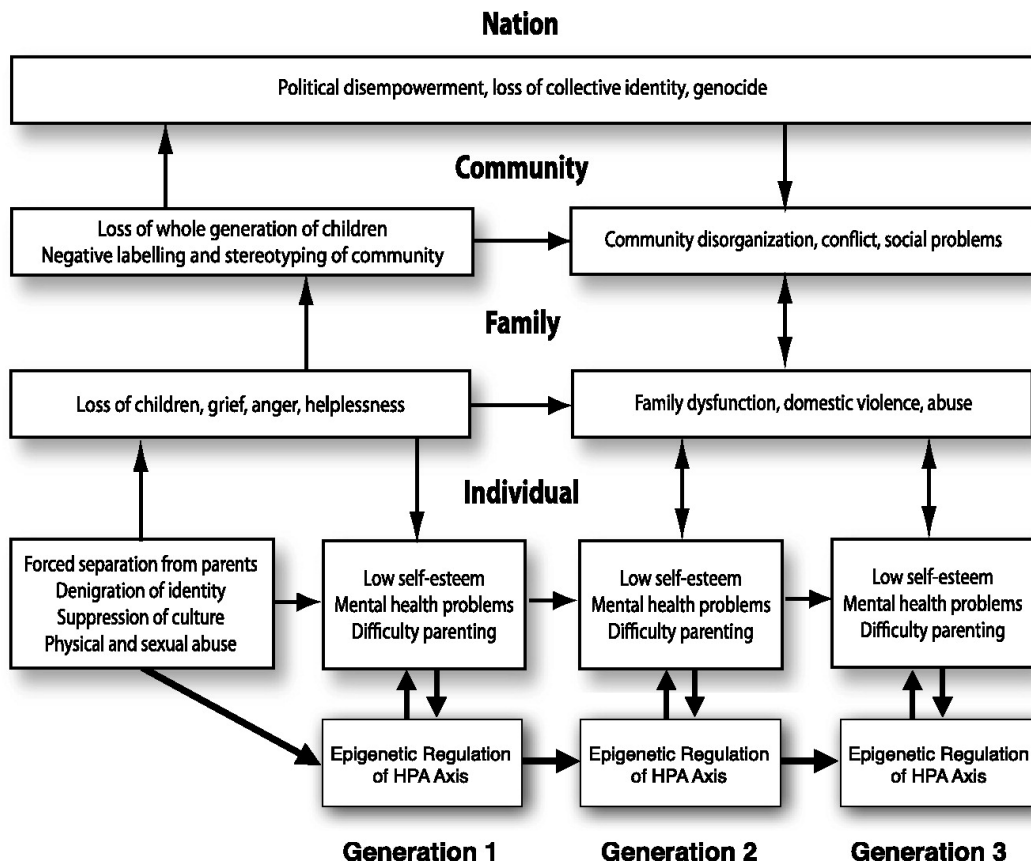 Nation
Political disempowerment, loss of collective identity, genocide
Community
Loss of whole generation of children
Negative labelling and stereotyping of community
Community disorganization, conflict, social problems
Family
Loss of children, grief, anger, helplessness
Family dysfunction, domestic violence, abuse
Individual
Forced separation from parents
Denigration of identity
Suppression of culture
Physical and sexual abuse
Low self-esteem
Mental health problems
Difficulty parenting
Low self-esteem
Mental health problems
Difficulty parenting
Low self-esteem
Mental health problems
Difficulty parenting
Epigenetic Regulation
of HPA Axis
Epigenetic Regulation
of HPA Axis
Epigenetic Regulation
of HPA Axis
Generation 1
Generation 2
Generation 3